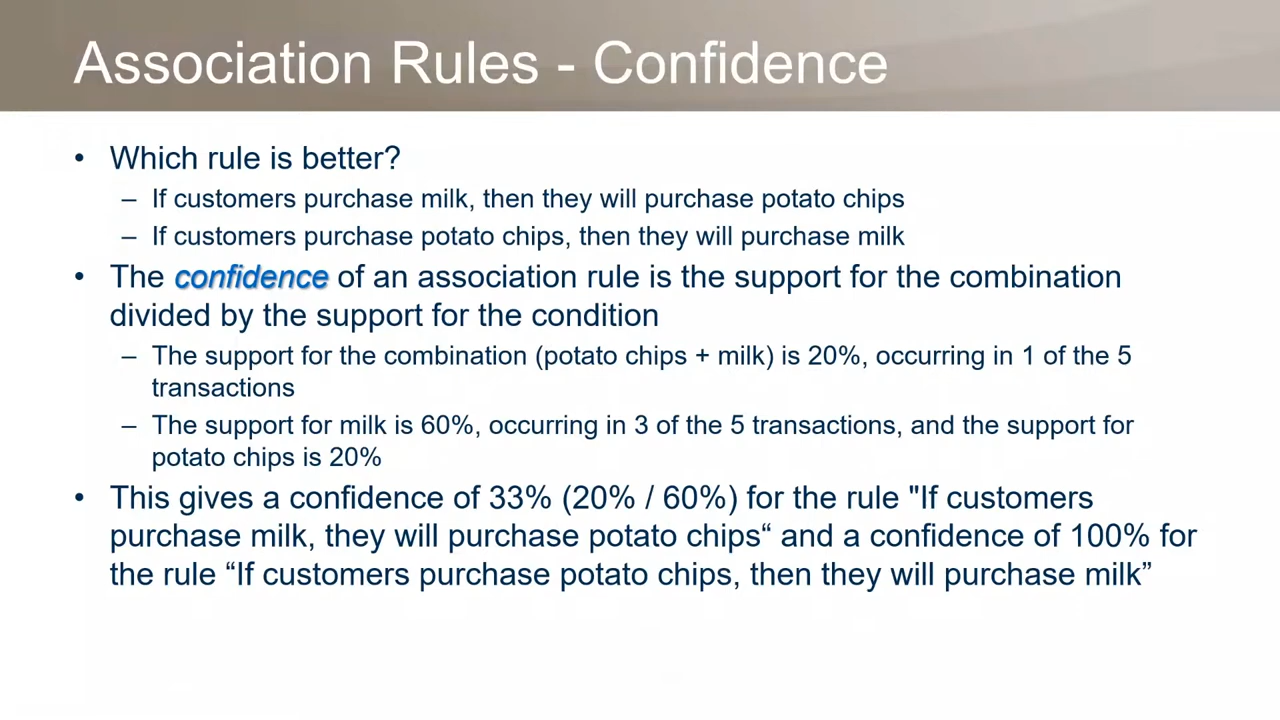 Association Rules - Confidence
• Which rule is better?
– If customers purchase milk, then they will purchase potato chips
– If customers purchase potato chips, then they will purchase milk
• The confidence of an association rule is the support for the combination
divided by the support for the condition
– The support for the combination (potato chips + milk) is 20%, occurring in 1 of the 5
transactions
– The support for milk is 60%, occurring in 3 of the 5 transactions, and the support for
potato chips is 20%
• This gives a confidence of 33% (20% / 60%) for the rule "If customers
purchase milk, they will purchase potato chips“ and a confidence of 100% for
the rule “If customers purchase potato chips, then they will purchase milk”